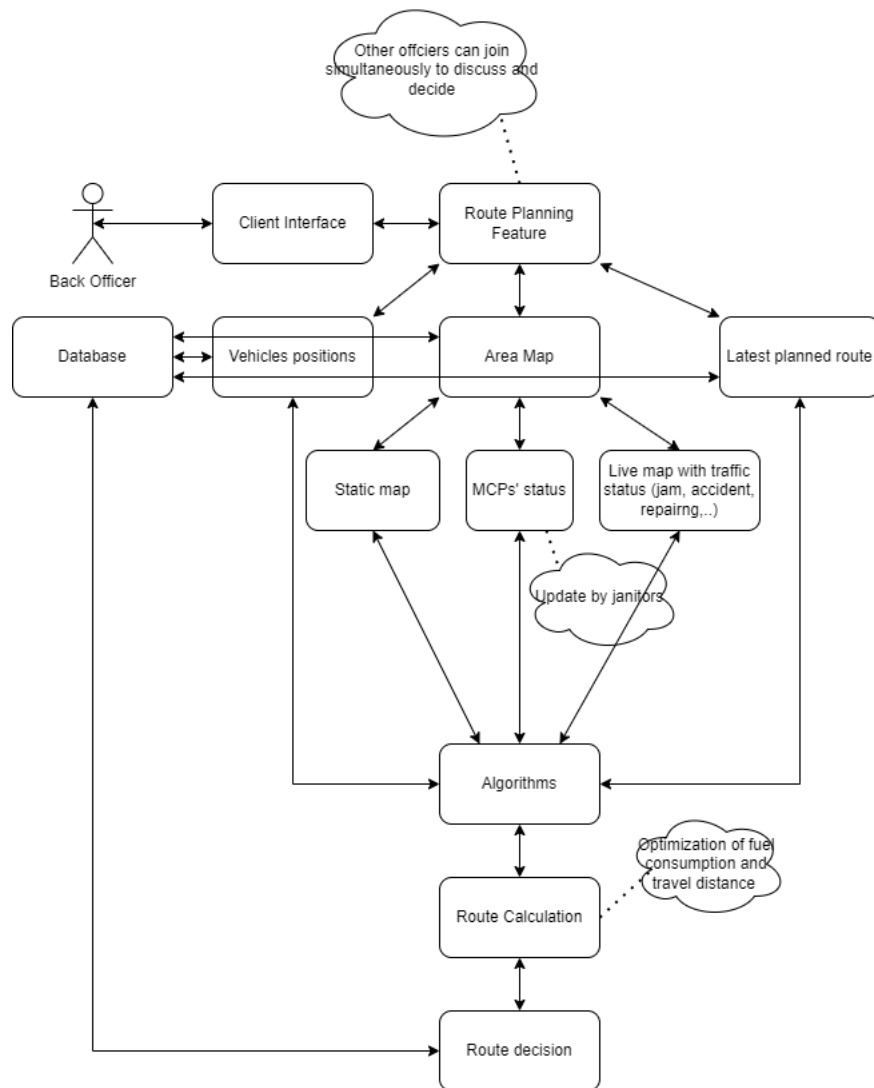 Other offciers can join
simultaneously to discuss and
decide
Client Interface
Route Planning
Feature
Back Officer
Database
Vehicles positions
Area Map
Latest planned route
Static map
MCPs' status
Live map with traffic
status (jam, accident,
repairng,..)
Update by janitors
Algorithms
Optimization of fuel
consumption and
travel distance
Route Calculation
Route decision